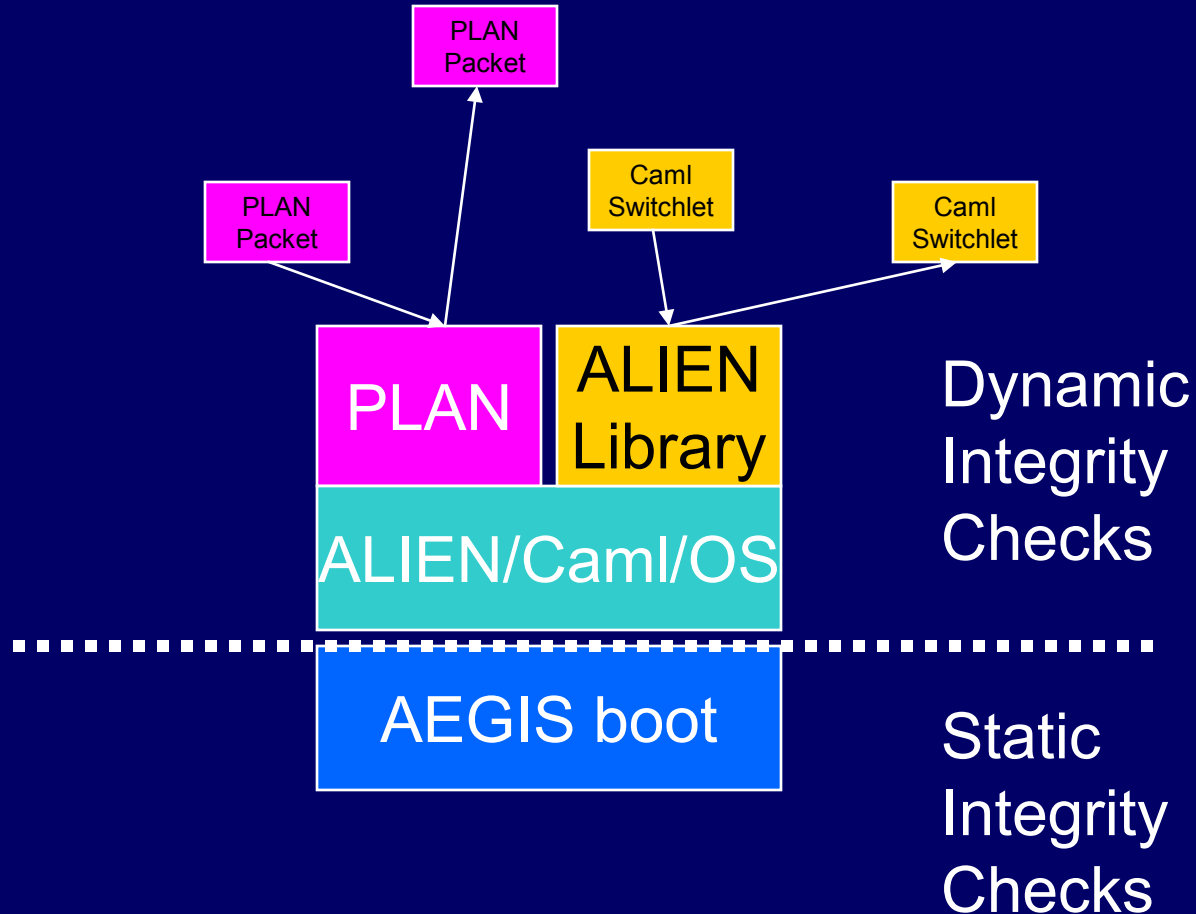 PLAN
Packet
PLAN
Packet
Caml
Switchlet
Caml
Switchlet
PLAN
ALIEN
Library
ALIEN/Caml/OS
Dynamic
Integrity
Checks
AEGIS boot
Static
Integrity
Checks